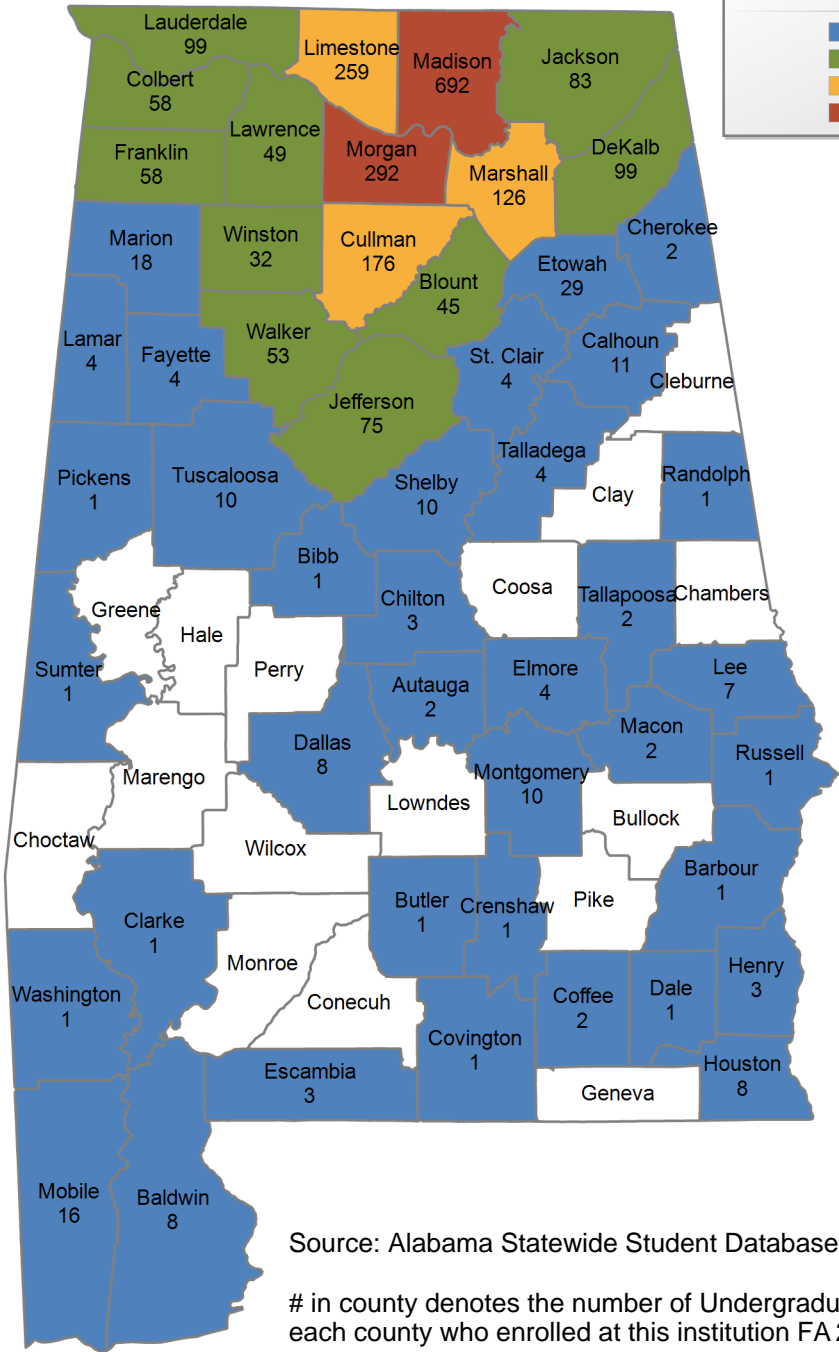 Lauderdale
99
Limestone
259
Madison
692
Jackson
83
Colbert
58
Lawrence
49
Franklin
58
Morgan
292
Marshall
126
DeKalb
99
Marion
18
Winston
32
Cullman
176
Blount
45
Etowah
29
Cherokee
2
Lamar
4
Fayette
4
Walker
53
St. Clair
4
Calhoun
11
Cleburne
Jefferson
75
Pickens
1
Tuscaloosa
10
Shelby
10
Talladega
4
Clay
Randolph
1
Bibb
1
Greene
Hale
Chilton
3
Coosa
Tallapoosa
2
Chambers
Sumter
1
Perry
Autauga
2
Elmore
4
Lee
7
Dallas
8
Macon
2
Russell
1
Marengo
Lowndes
Montgomery
10
Bullock
Choctaw
Wilcox
Barbour
1
Clarke
1
Butler
1
Crenshaw
1
Pike
Monroe
Conecuh
Washington
1
Covington
1
Coffee
2
Dale
1
Henry
3
Escambia
3
Geneva
Houston
8
Mobile
16
Baldwin
8
Source: Alabama Statewide Student Database
# in county denotes the number of Undergradu
each county who enrolled at this institution FA